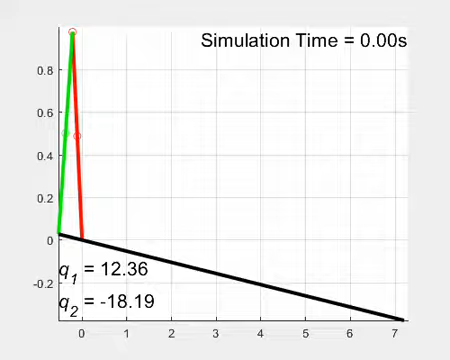 Simulation Time = 0.00s
0.8
0.6
0.4
0.2
0
-0.2
q1 = 12.36
q2 = -18.19
0 1 2 3 4 5 6 7